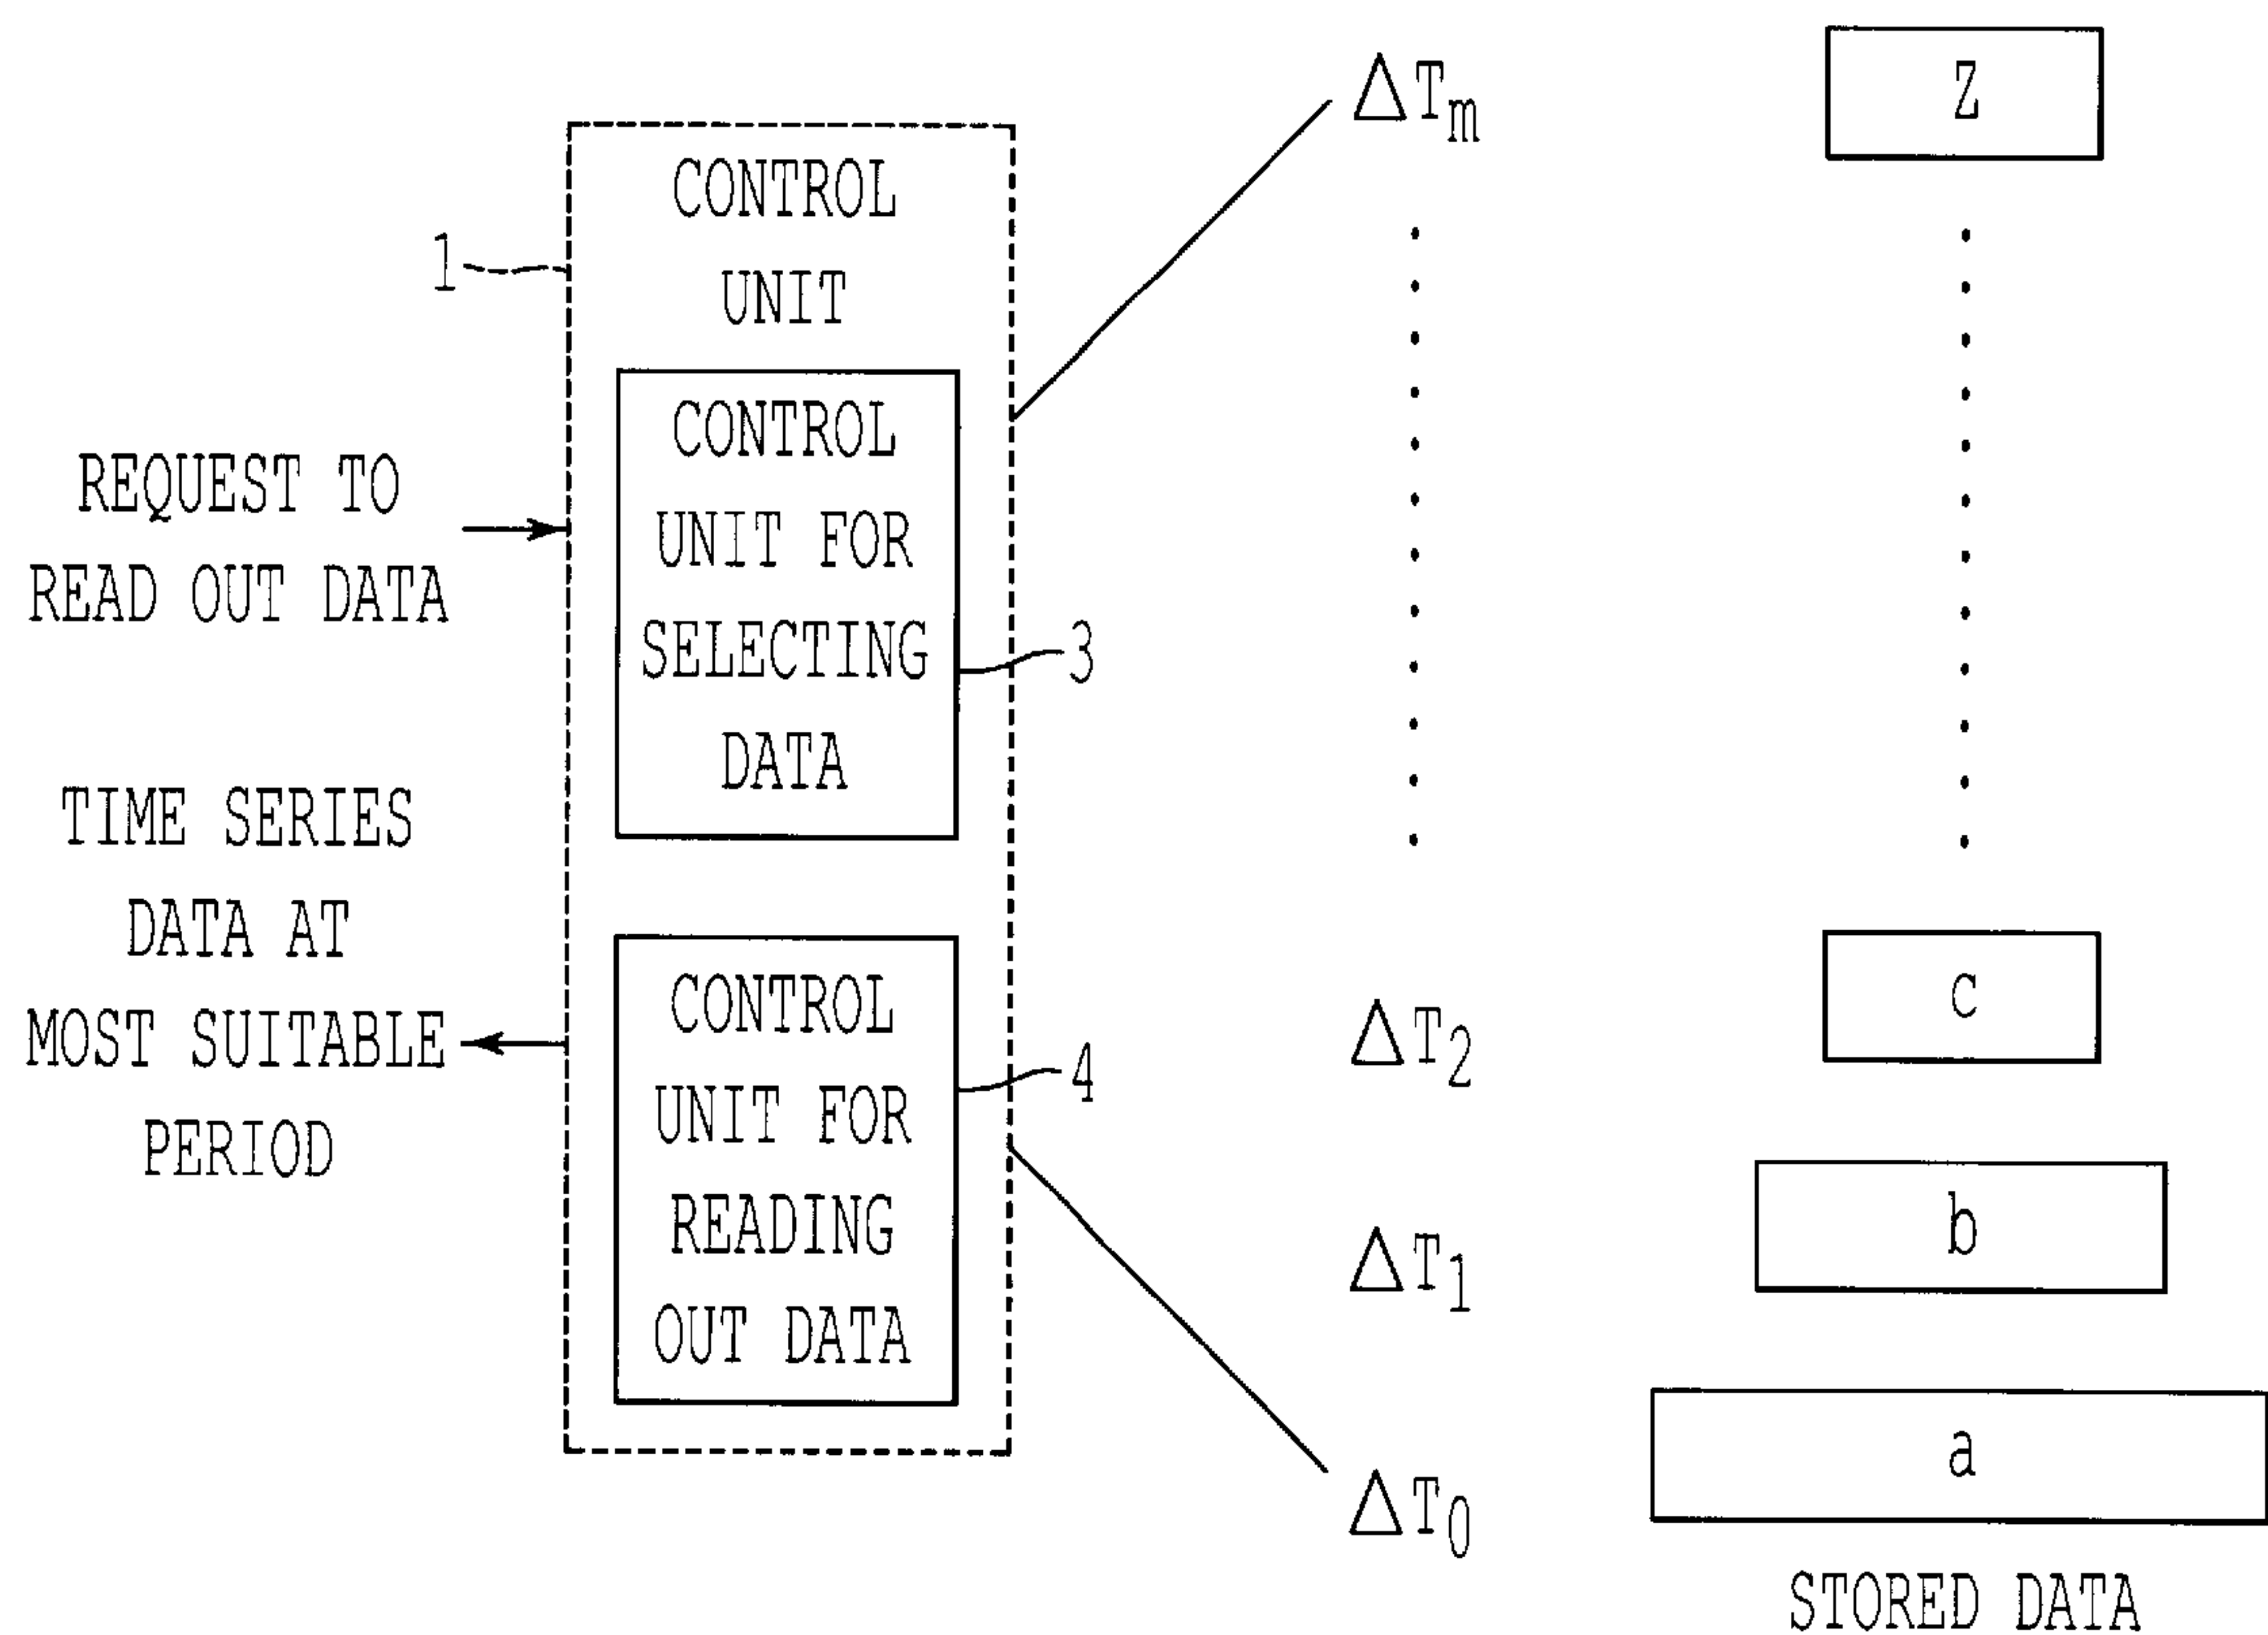 REQUEST TO
READ OUT DATA
TIME SERIES
DATA AT
MOST SUITABLE
PERIOD
1
CONTROL
UNIT
CONTROL
UNIT FOR
SELECTING
DATA
3
CONTROL
UNIT FOR
READING
OUT DATA
4
ΔTm
ΔT2
ΔT1
ΔT0
Z
c
b
a
STORED DATA